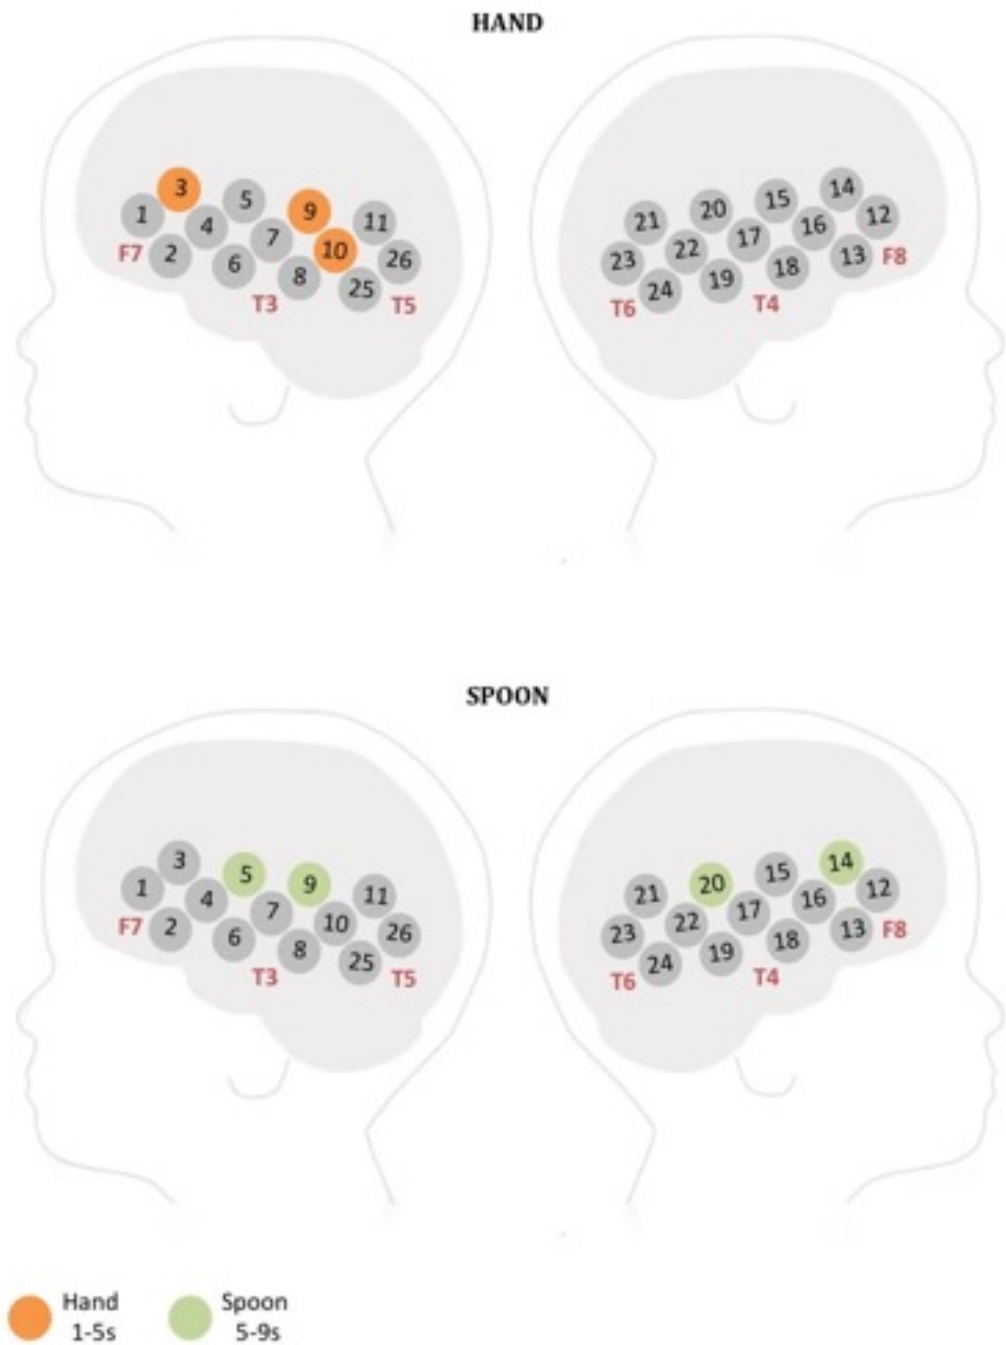 HAND
3 5 9 11
1 4 7 10 26
F7 2 6 8 25
T3 T5
21 20 15 14
23 22 17 16 12
24 19 18 13 F8
T6 T4
SPOON
3 5 9 11
1 4 7 10 26
F7 2 6 8 25
T3 T5
21 20 15 14
23 22 17 16 12
24 19 18 13 F8
T6 T4
Hand
1-5s
Spoon
5-9s